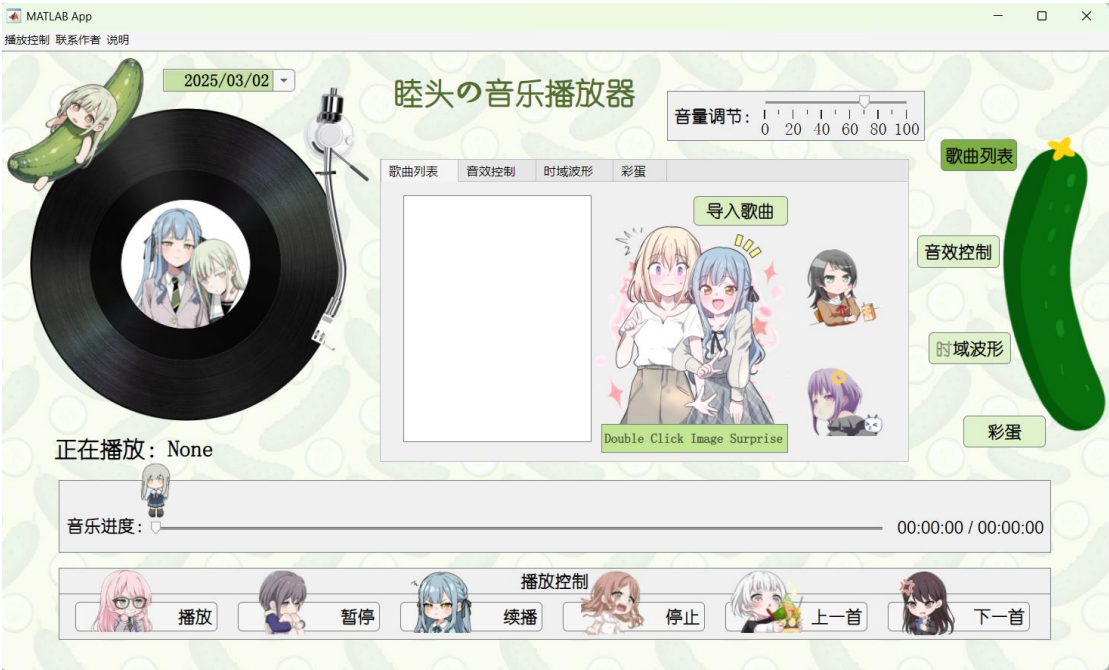 MATLAB App
播放控制 联系作者 说明
2025/03/02
睦头の音乐播放器
音量调节:
0 20 40 60 80 100
歌曲列表 音效控制 时域波形 彩蛋
导入歌曲
Double Click Image Surprise
歌曲列表
音效控制
时域波形
彩蛋
正在播放: None
音乐进度:
00:00:00 / 00:00:00
播放控制
播放 暂停 续播 停止 上一首 下一首